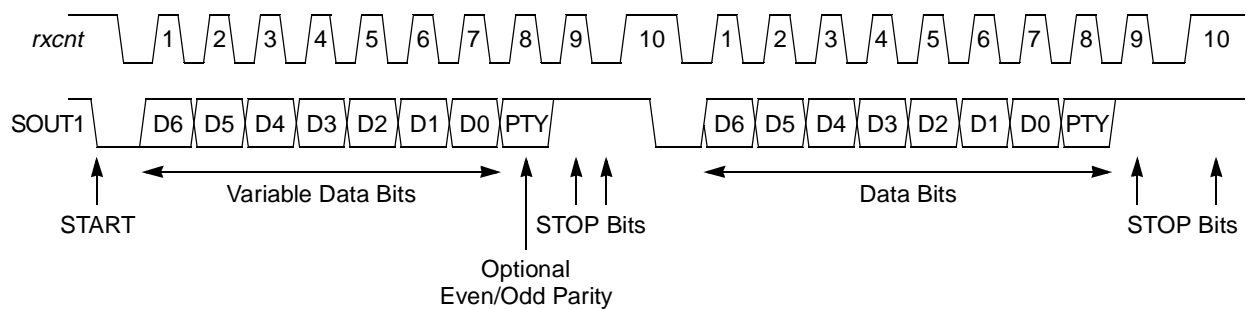 rxcnt 1 2 3 4 5 6 7 8 9 10 1 2 3 4 5 6 7 8 9 10
SOUT1 D6 D5 D4 D3 D2 D1 D0 PTY D6 D5 D4 D3 D2 D1 D0 PTY
Variable Data Bits Data Bits
START STOP Bits STOP Bits
Optional
Even/Odd Parity